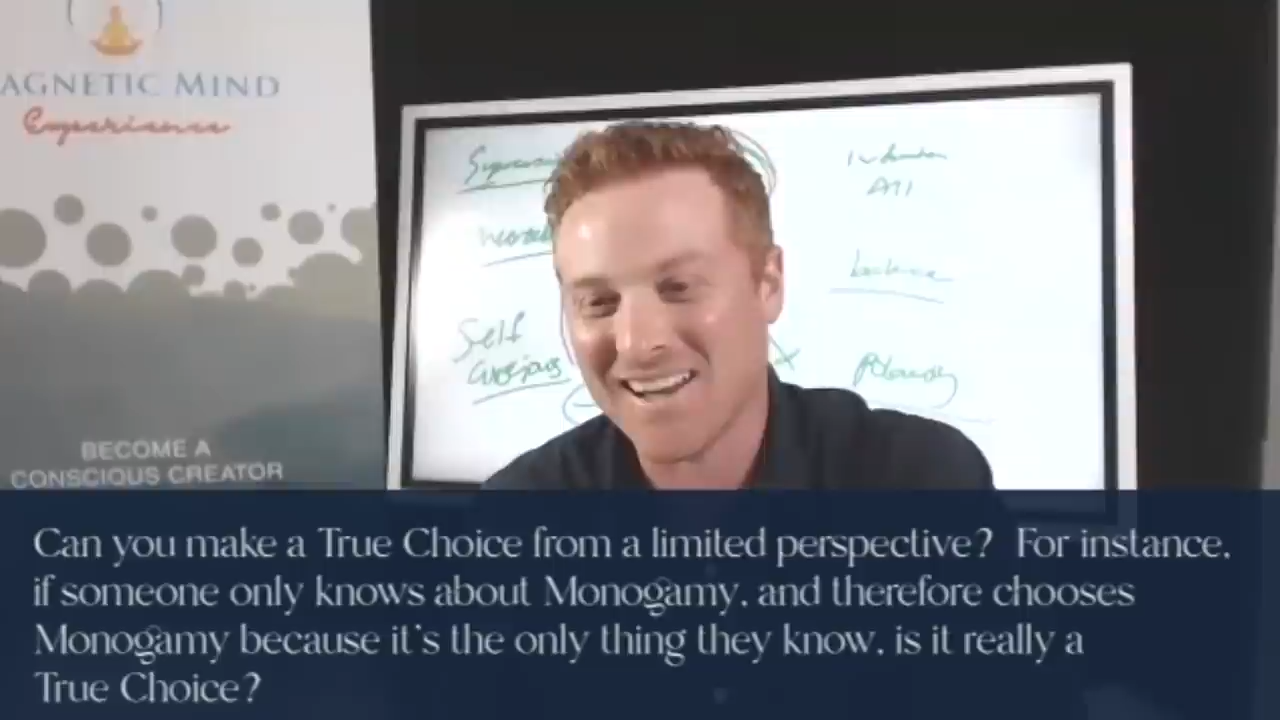 AGNETIC MIND
Experience
BECOME A
CONSCIOUS CREATOR
Self
Can you make a True Choice from a limited perspective? For instance,
if someone only knows about Monogamy, and therefore chooses
Monogamy because it's the only thing they know, is it really a
True Choice?